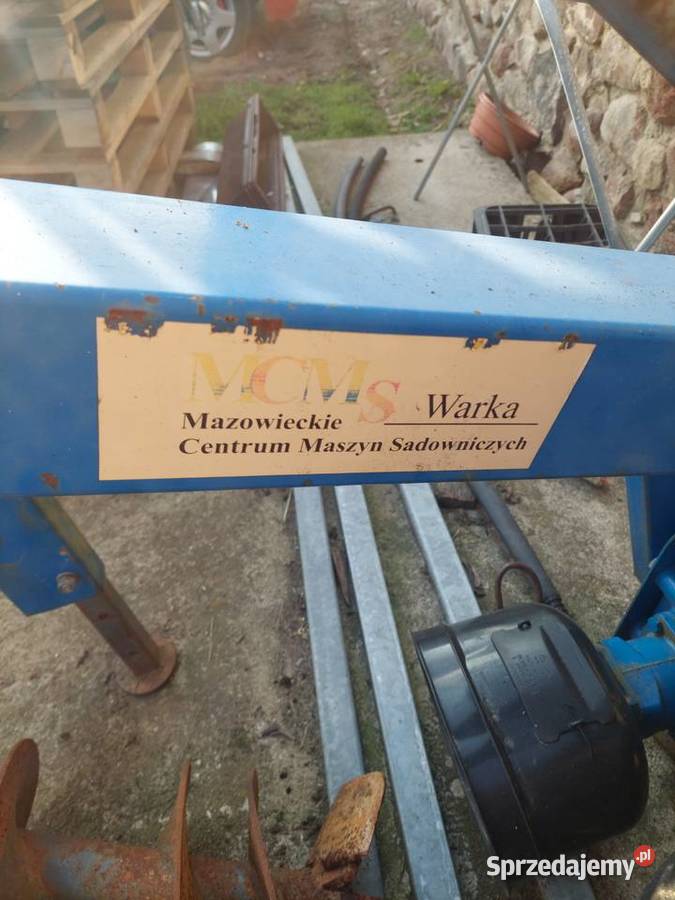 MCMS Warka
Mazowieckie
Centrum Maszyn Sadowniczych
Sprzedajemy.pl